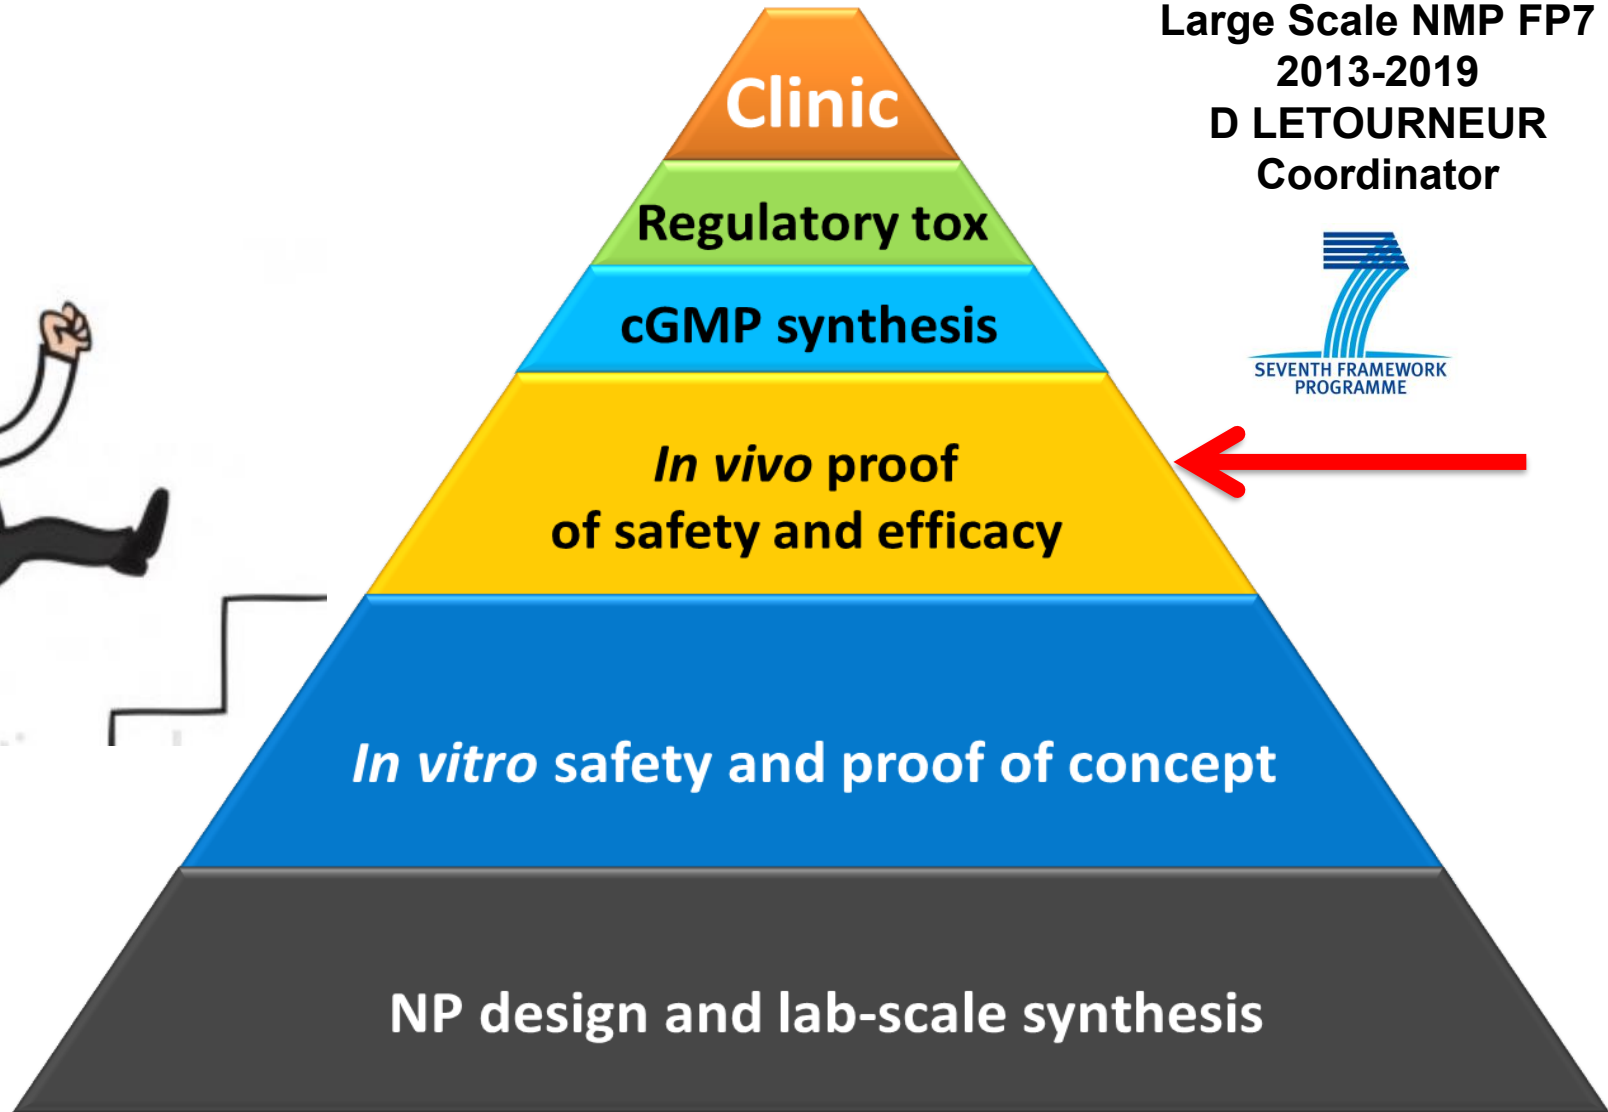 Large Scale NMP FP7
2013-2019
D LETOURNEUR
Coordinator
SEVENTH FRAMEWORK
PROGRAMME
Clinic
Regulatory tox
cGMP synthesis
In vivo proof
of safety and efficacy
In vitro safety and proof of concept
NP design and lab-scale synthesis